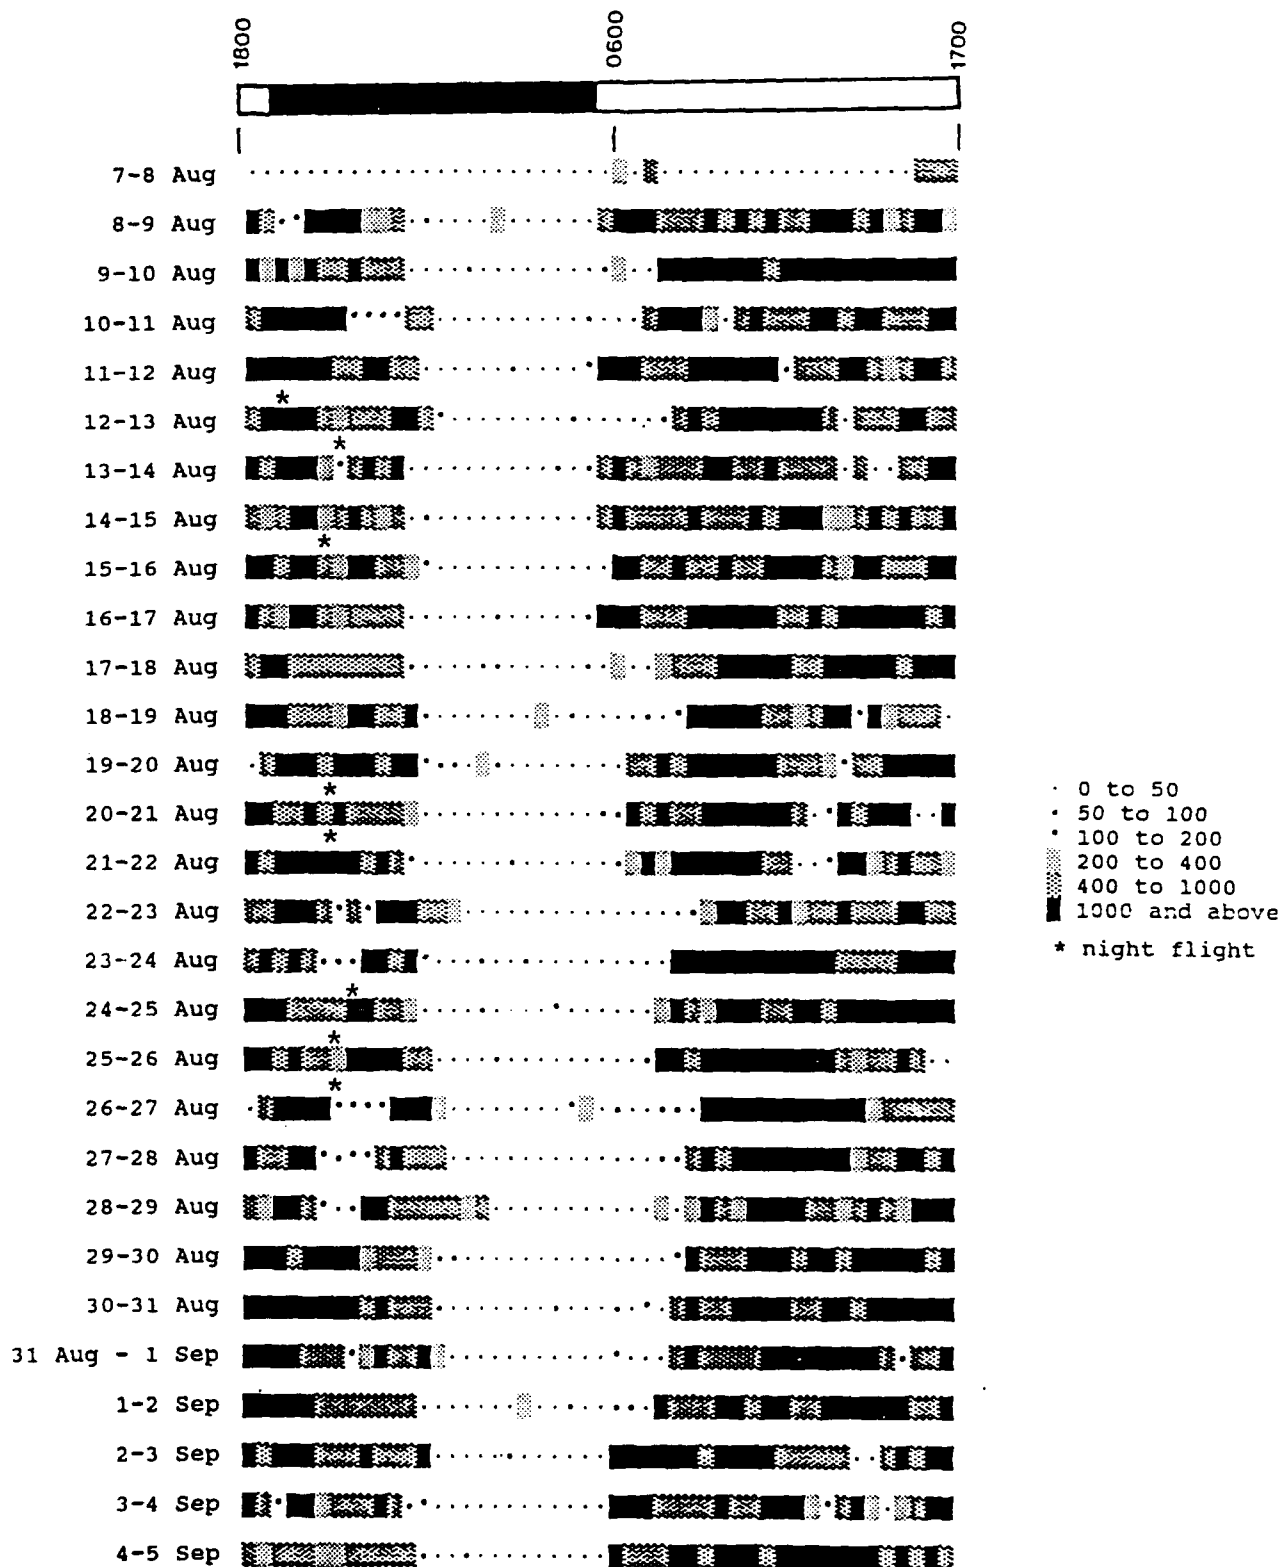 1800
0600
1700
7-8 Aug
8-9 Aug
9-10 Aug
10-11 Aug
11-12 Aug
*
12-13 Aug
*
13-14 Aug
14-15 Aug
*
15-16 Aug
16-17 Aug
17-18 Aug
18-19 Aug
19-20 Aug
*
20-21 Aug
*
21-22 Aug
22-23 Aug
23-24 Aug
*
24-25 Aug
*
25-26 Aug
*
26-27 Aug
27-28 Aug
28-29 Aug
29-30 Aug
30-31 Aug
31 Aug - 1 Sep
1-2 Sep
2-3 Sep
3-4 Sep
4-5 Sep
0 to 50
50 to 100
100 to 200
200 to 400
400 to 1000
1000 and above
* night flight